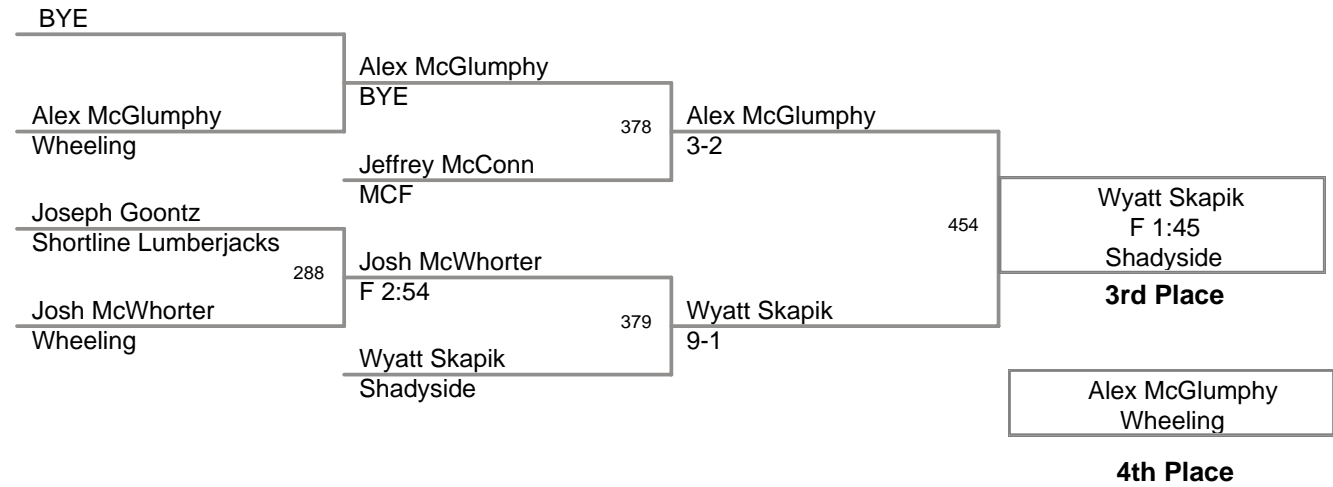 BYE
Alex McGlumphy
BYE
Alex McGlumphy
Wheeling
378
Alex McGlumphy
3-2
Jeffrey McConn
MCF
Joseph Goontz
Shortline Lumberjacks
288
Josh McWhorter
F 2:54
Josh McWhorter
Wheeling
379
Wyatt Skapik
9-1
Wyatt Skapik
Shadyside
454
Wyatt Skapik
F 1:45
Shadyside
3rd Place
Alex McGlumphy
Wheeling
4th Place